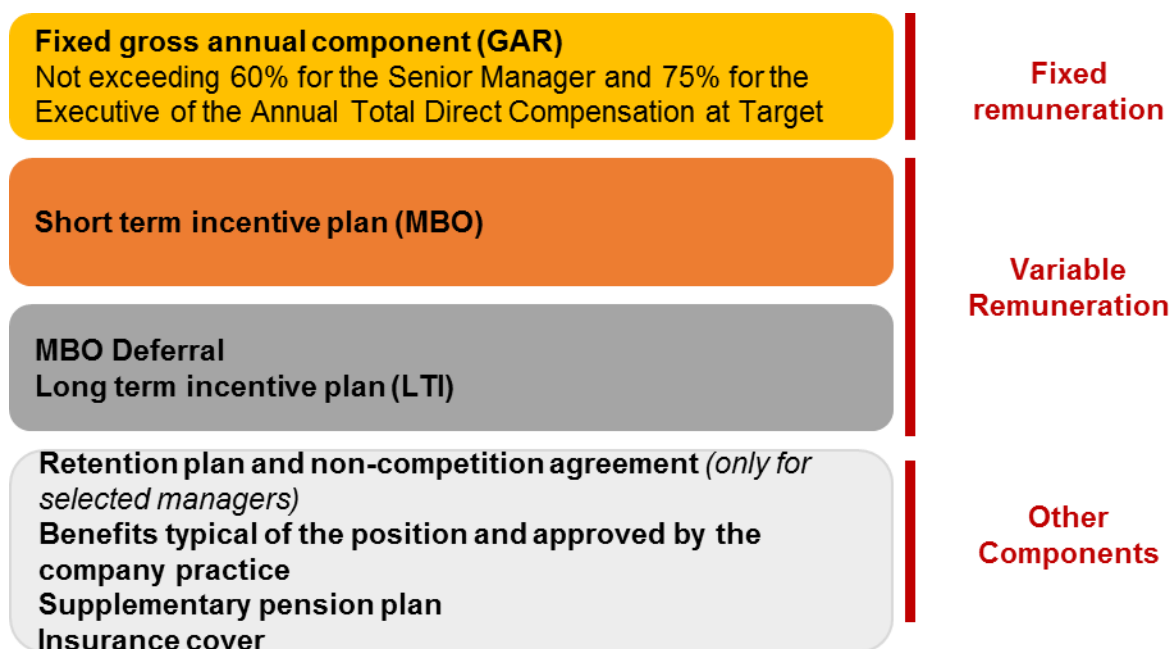 Fixed gross annual component (GAR)
Not exceeding 60% for the Senior Manager and 75% for the
Executive of the Annual Total Direct Compensation at Target
Fixed
remuneration
Short term incentive plan (MBO)
MBO Deferral
Long term incentive plan (LTI)
Variable
Remuneration
Retention plan and non-competition agreement (only for
selected managers)
Benefits typical of the position and approved by the
company practice
Supplementary pension plan
Insurance cover
Other
Components